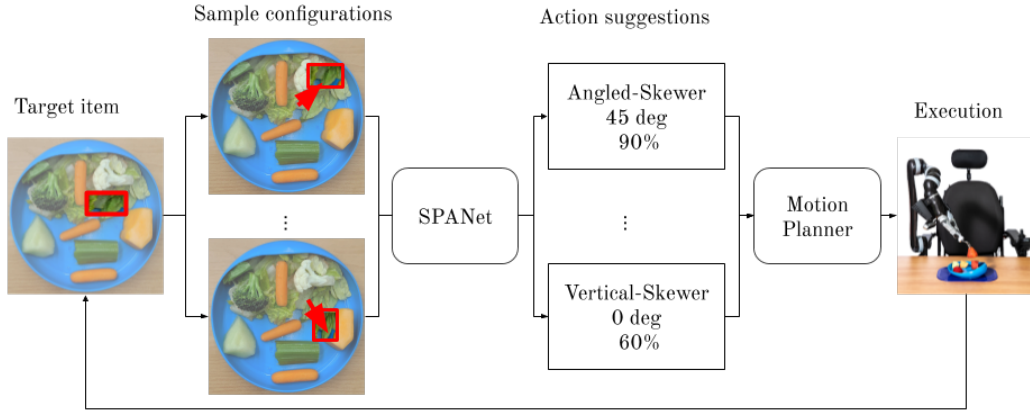 Sample configurations
Action suggestions
Target item
Execution
Angled-Skewer
45 deg
90%
SPANet
Motion
Planner
Vertical-Skewer
0 deg
60%